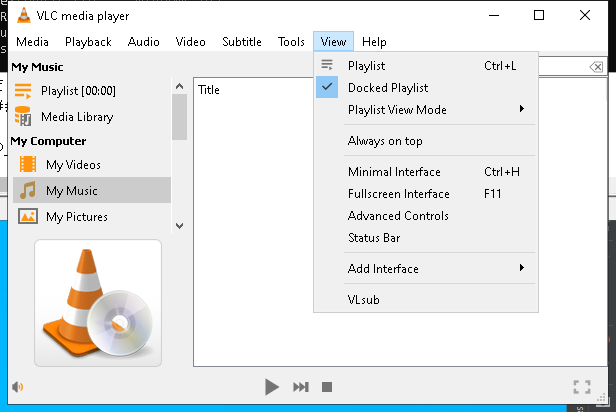 VLC media player
Media Playback Audio Video Subtitle Tools View Help
My Music
Playlist [00:00]
Media Library
My Computer
My Videos
My Music
My Pictures
Title
Playlist Ctrl+L
Docked Playlist
Playlist View Mode
Always on top
Minimal Interface Ctrl+H
Fullscreen Interface F11
Advanced Controls
Status Bar
Add Interface
VLsub